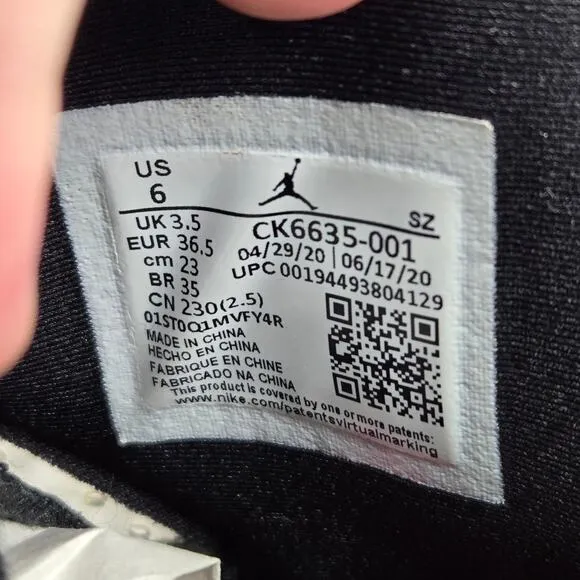 US
6
SZ
UK 3.5
EUR 36.5
cm 23
BR 35
CN 230(2.5)
CK6635-001
04/29/20 | 06/17/20
UPC 00194493804129
01ST0Q1MVFY4R
MADE IN CHINA
HECHO EN CHINA
FABRIQUE EN CHINE
FABRICADO NA CHINA
This product is covered by one or more patents:
www.nike.com/patentsvirtualmarking